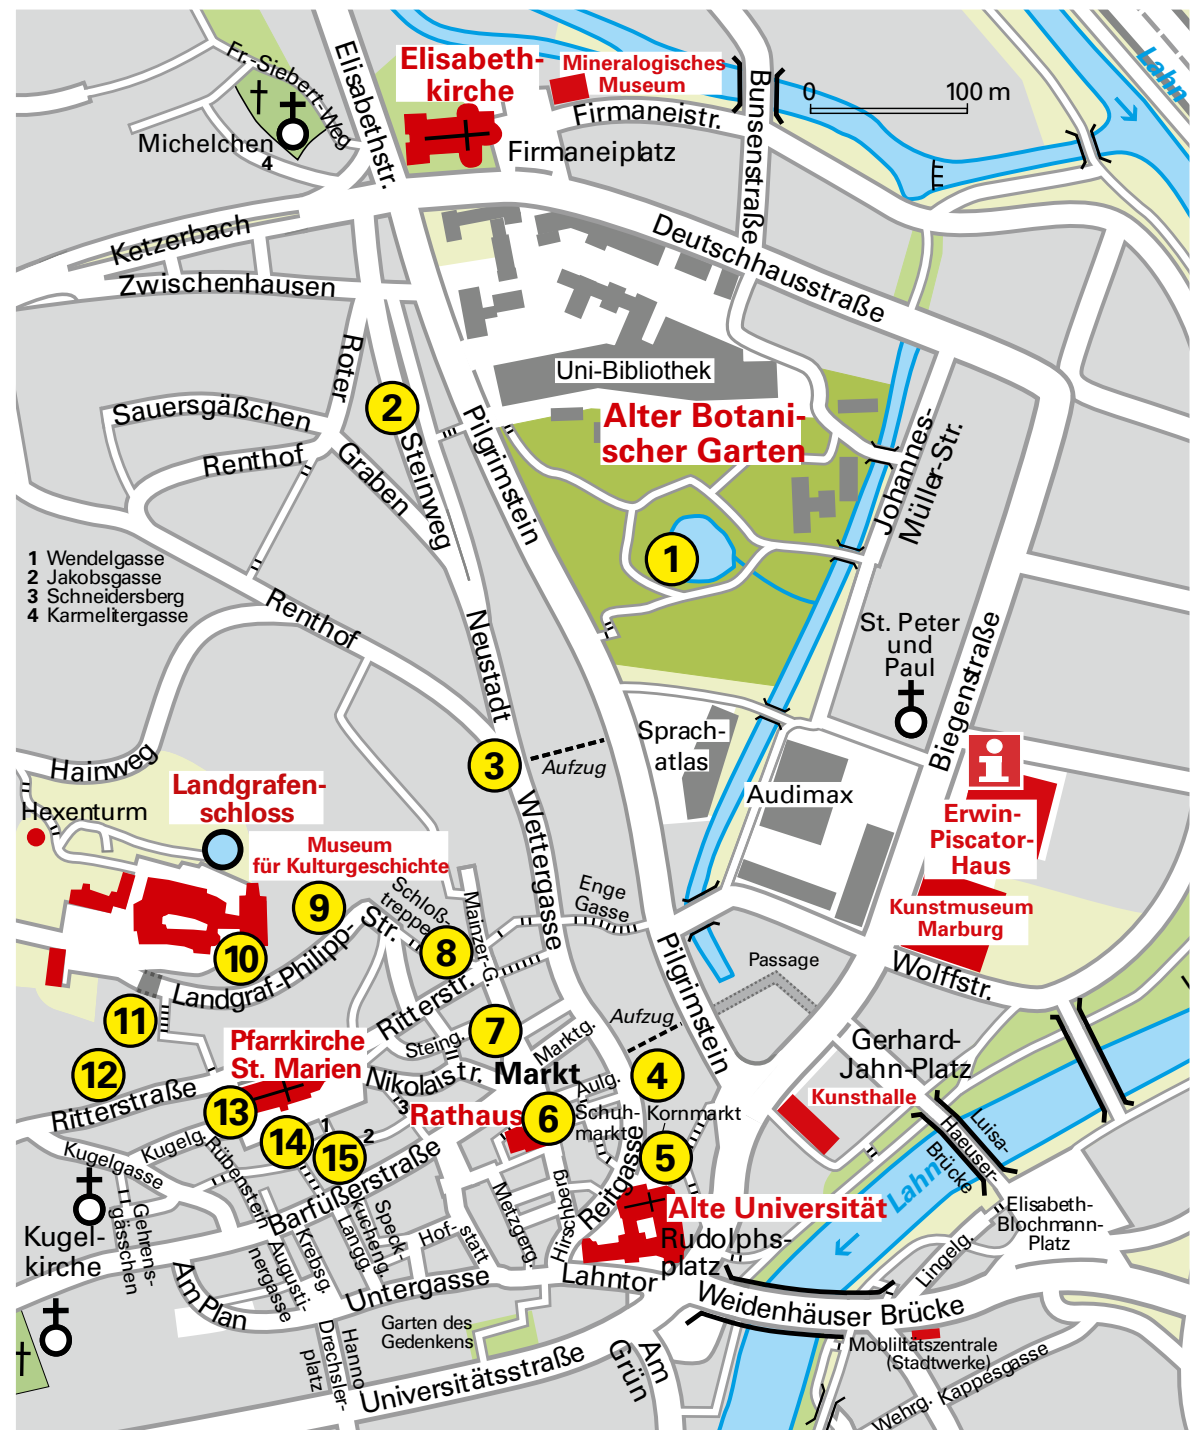 Elisabethstr.
Fr.-Siebert-Weg
Michelchen
4
Elisabeth-
kirche
Mineralogisches
Museum
Firmaneistr.
Firmaneiplatz
Bunsenstraße
0
100 m
Lahn
Ketzerbach
Zwischenhausen
Deutschhausstraße
Roter
Graben
Sauersgäßchen
Renthof
2
Steinweg
Pilgrimstein
Uni-Bibliothek
Alter Botani-
scher Garten
1
Johannes-
Müller-Str.
1 Wendelgasse
2 Jakobsgasse
3 Schneidersberg
4 Karmelitergasse
Renthof
Neustadt
St. Peter
und
Paul
Biegenstraße
Sprach-
atlas
Audimax
3
Aufzug
Hainweg
Hexenturm
Landgrafen-
schloss
Museum
für Kulturgeschichte
Wettergasse
i
Erwin-
Piscator-
Haus
Kunstmuseum
Marburg
Wolffstr.
9
10
Schloß-
treppe
Mainzer-G.
Enge
Gasse
8
Landgraf-Philipp-
Str.
Pilgrimstein
Passage
11
12
Ritterstr.
Steing.
7
Marktg.
Aufzug
Pfarrkirche
St. Marien
Nikolaistr.
3
Markt
4
Aulg.
Gerhard-
Jahn-Platz
Kunsthalle
Ritterstraße
13
14
15
1
2
Rathaus
6
Schuh-
markt
Kornmarkt
5
Reitgasse
Luisa-
Haeuser-
Brücke
Lahn
Kugelgasse
Kugelg.
Rübenstein
Barfüßerstraße
Kugel-
kirche
Gehrens-
gässchen
Augusti-
nergasse
Krebsg.
Langg.
Speck-
kucheng.
Hof-
statt
Metzgerg.
Hirschberg
Alte Universität
Rudolphs-
platz
Lahntor
Elisabeth-
Blochmann-
Platz
Lingelg.
Am Plan
Untergasse
Weidenhäuser Brücke
Garten des
Gedenkens
Hanno
Drechsler-
platz
Universitätsstraße
Am
Grün
Mobliltätszentrale
(Stadtwerke)
Wehrg.
Kappesgasse